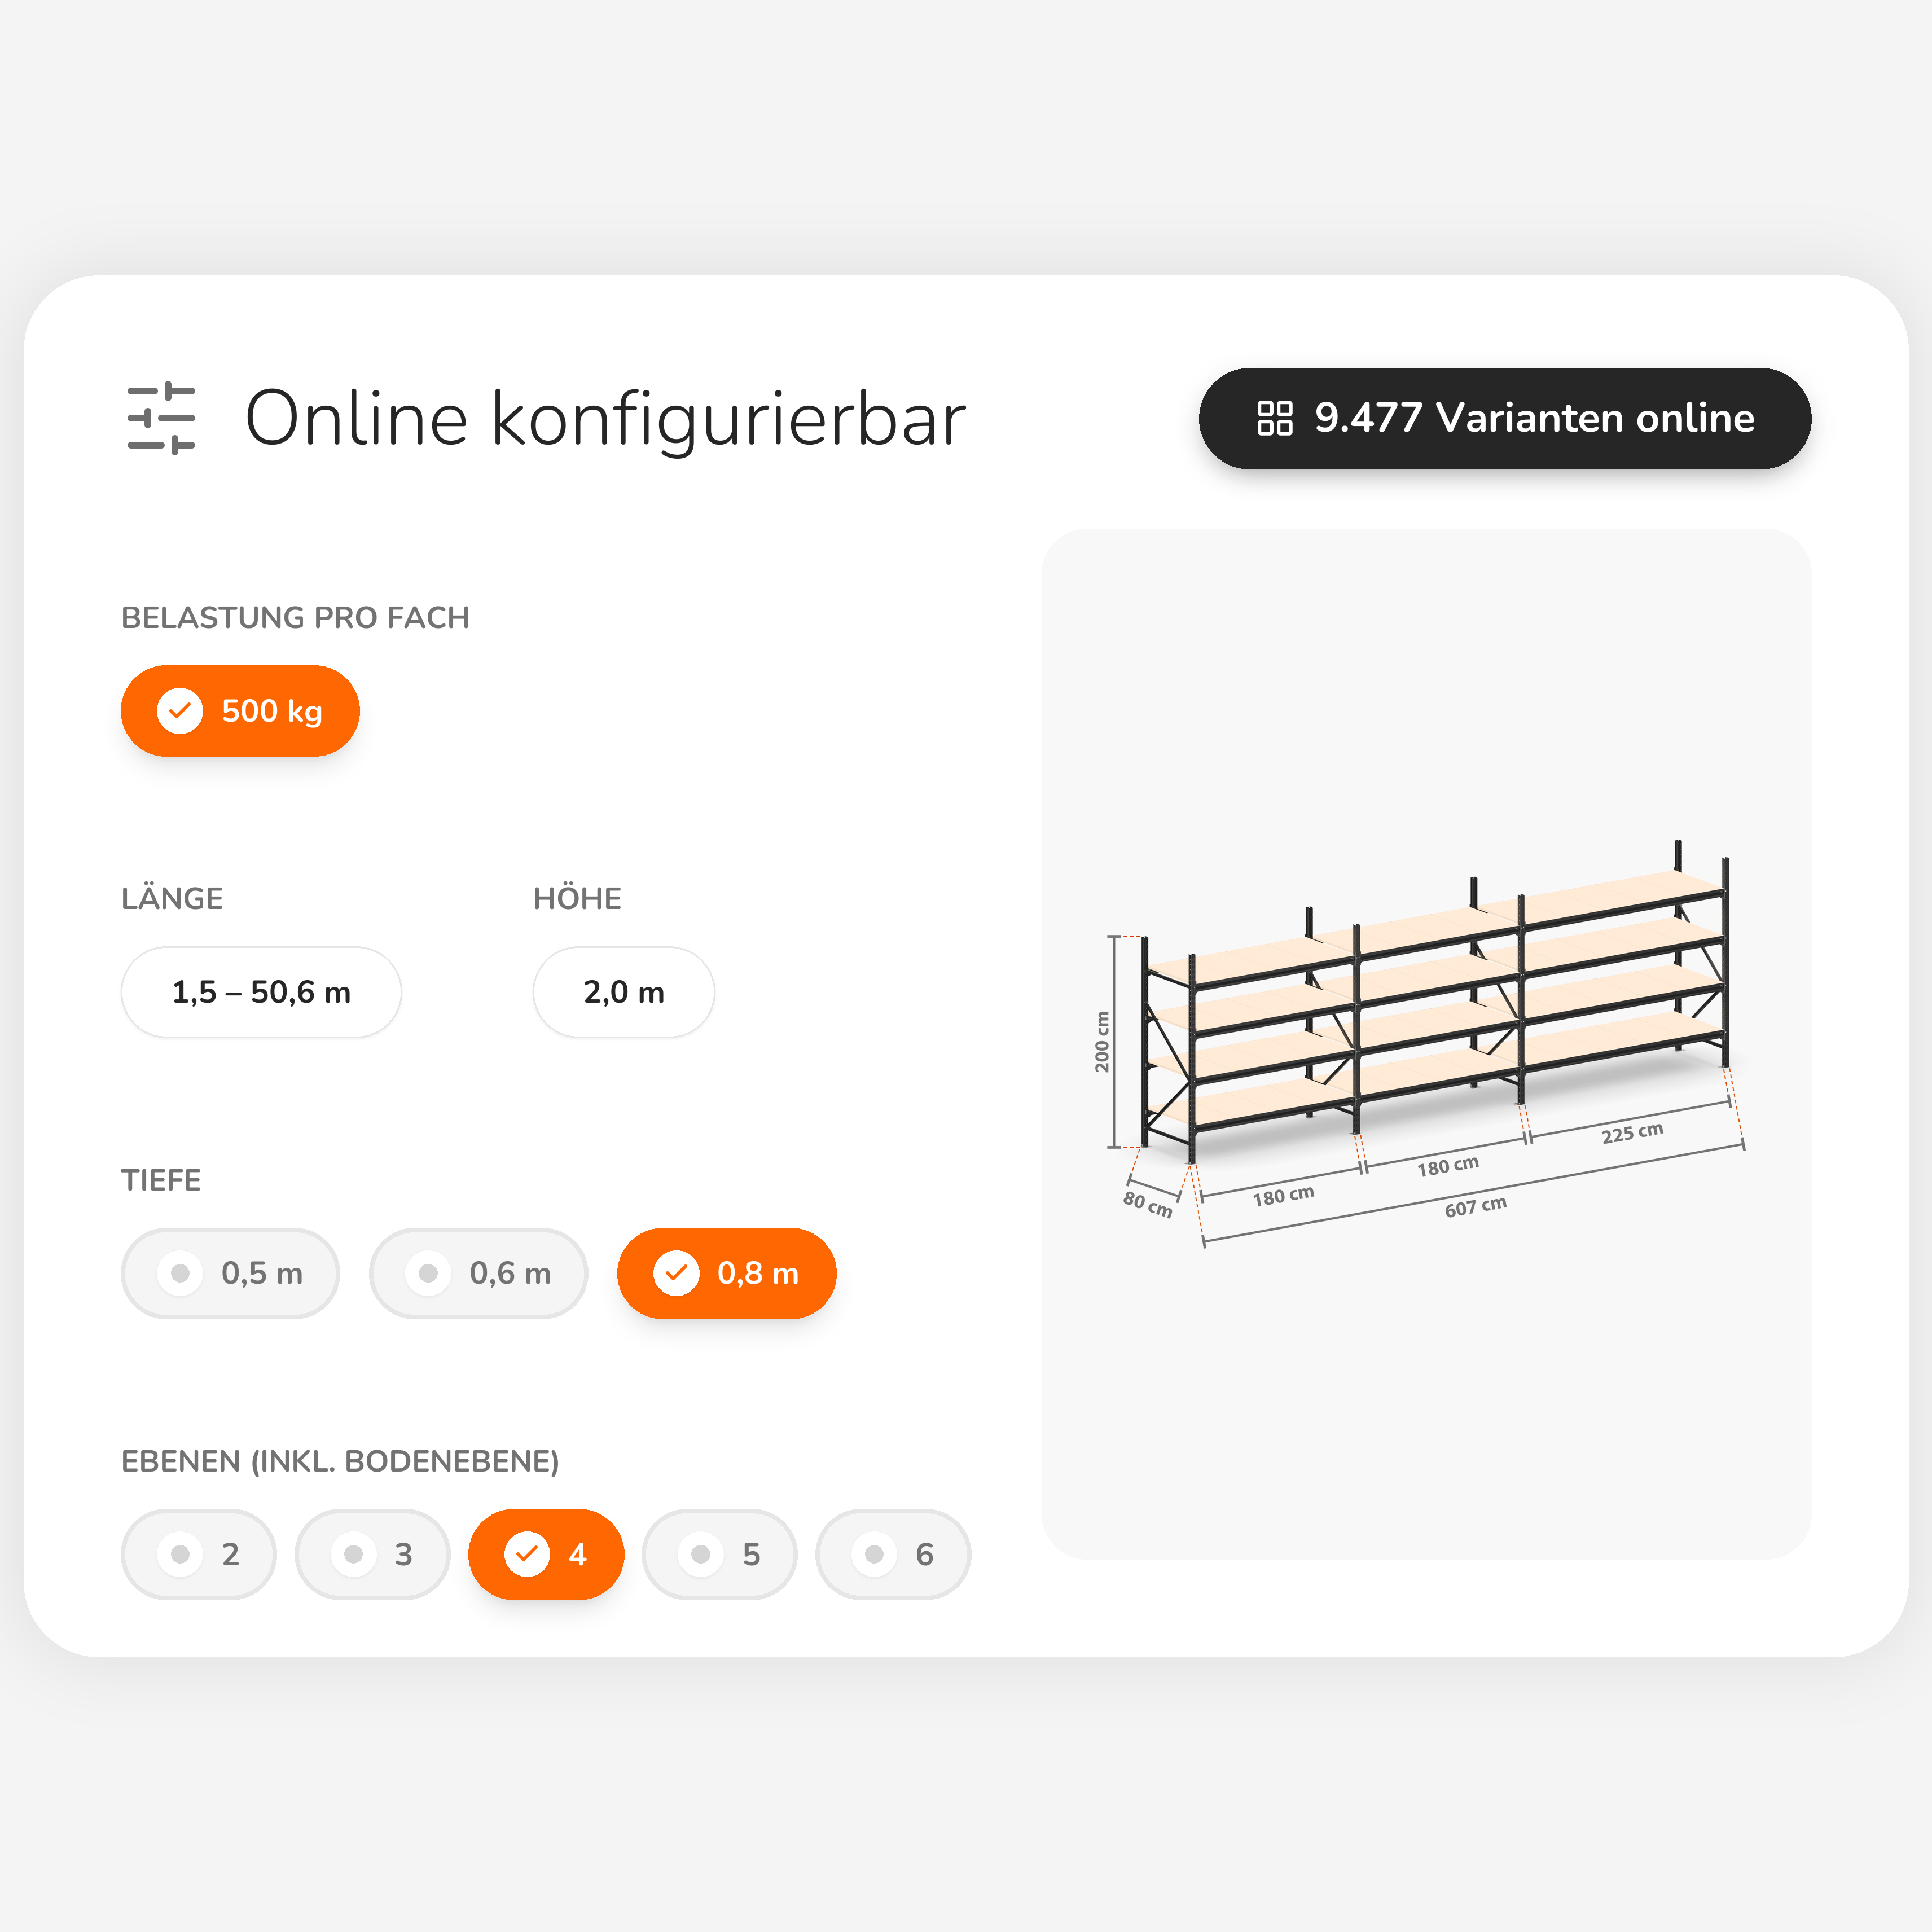 Online konfigurierbar
9.477 Varianten online
BELASTUNG PRO FACH
500 kg
LÄNGE
HÖHE
1,5 – 50,6 m
2,0 m
TIEFE
0,5 m
0,6 m
0,8 m
EBENEN (INKL. BODENEBENE)
2
3
4
5
6
200 cm
80 cm
180 cm
180 cm
225 cm
607 cm